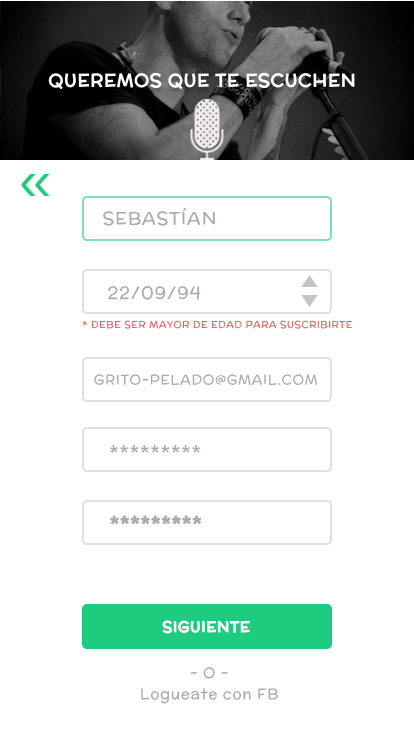 QUEREMOS QUE TE ESCUCHEN
SEBASTÍAN
22/09/94
* DEBE SER MAYOR DE EDAD PARA SUSCRIBIRTE
GRITO-PELADO@GMAIL.COM
*********
*********
SIGUIENTE
- O -
Logueate con FB